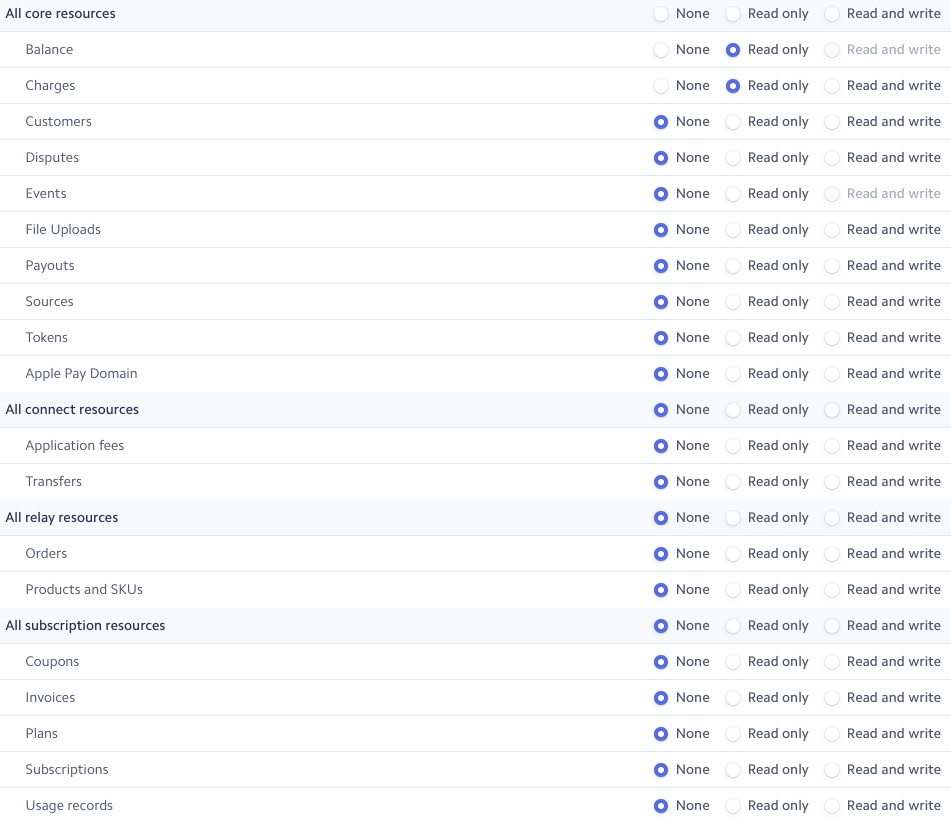 All core resources None Read only Read and write
Balance None Read only Read and write
Charges None Read only Read and write
Customers None Read only Read and write
Disputes None Read only Read and write
Events None Read only Read and write
File Uploads None Read only Read and write
Payouts None Read only Read and write
Sources None Read only Read and write
Tokens None Read only Read and write
Apple Pay Domain None Read only Read and write
All connect resources None Read only Read and write
Application fees None Read only Read and write
Transfers None Read only Read and write
All relay resources None Read only Read and write
Orders None Read only Read and write
Products and SKUs None Read only Read and write
All subscription resources None Read only Read and write
Coupons None Read only Read and write
Invoices None Read only Read and write
Plans None Read only Read and write
Subscriptions None Read only Read and write
Usage records None Read only Read and write